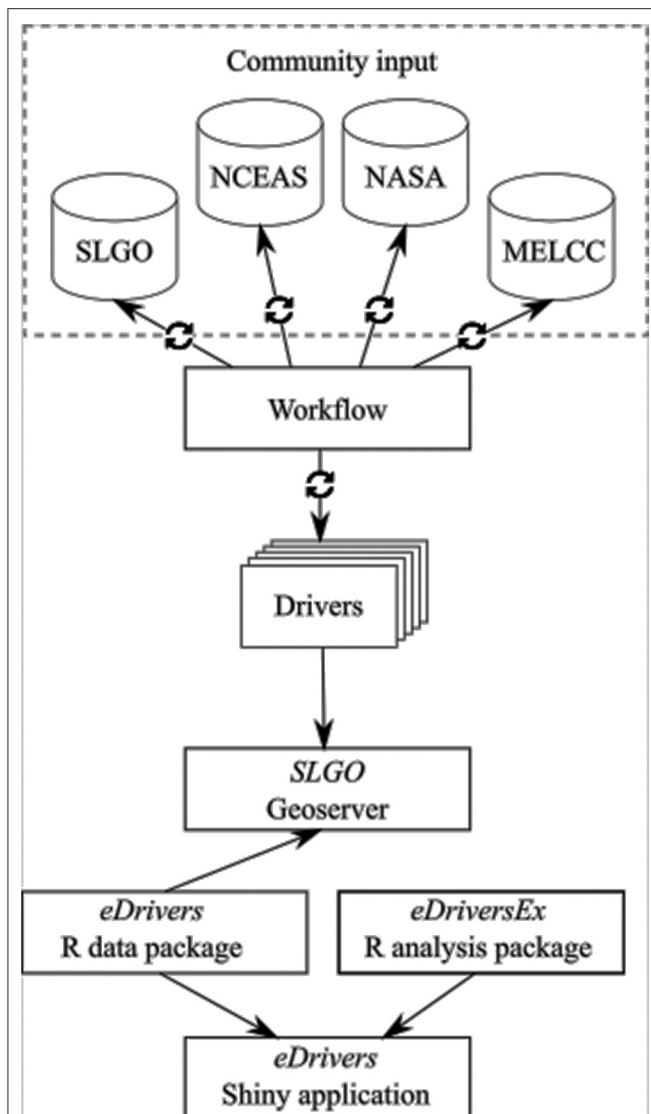 Community input
NCEAS
NASA
SLGO
MELCC
Workflow
Drivers
SLGO
Geoserver
eDrivers
R data package
eDriversEx
R analysis package
eDrivers
Shiny application